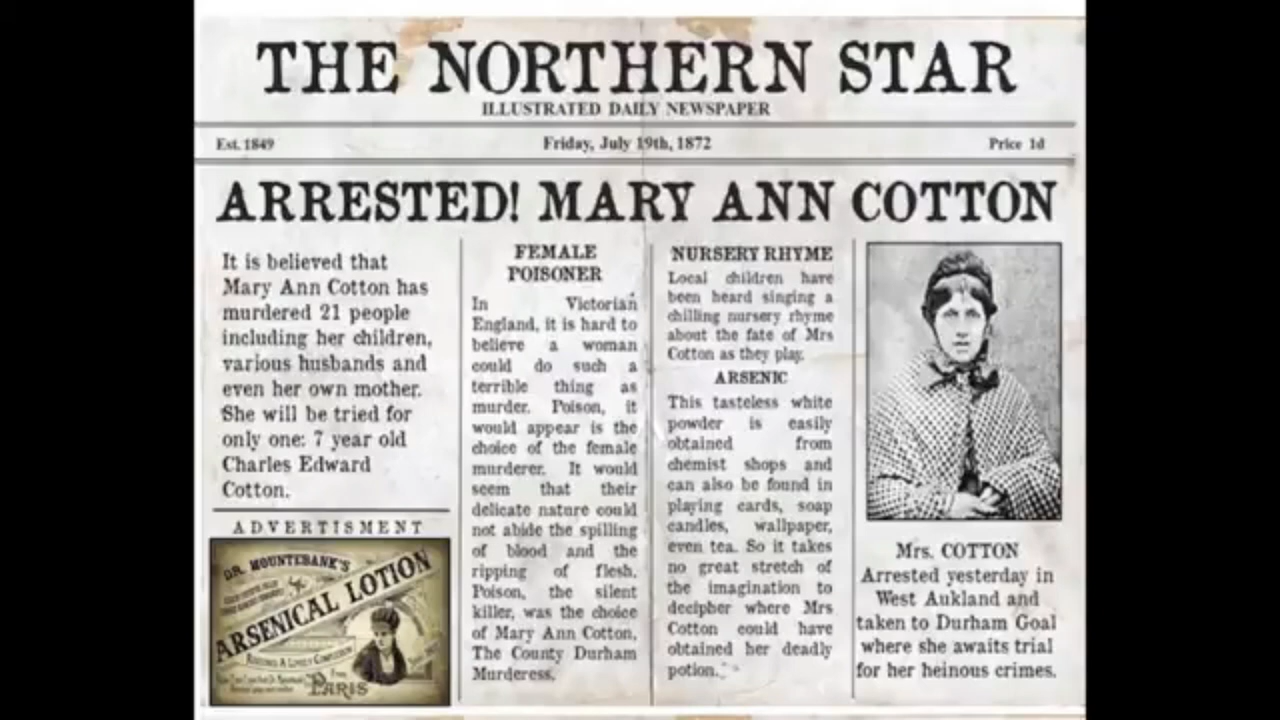 THE NORTHERN STAR
ILLUSTRATED DAILY NEWSPAPER
Est. 1849
Friday, July 19th, 1872
Price 1d
ARRESTED! MARY ANN COTTON
It is believed that
Mary Ann Cotton has
murdered 21 people
including her children,
various husbands and
even her own mother.
She will be tried for
only one: 7 year old
Charles Edward
Cotton.
ADVERTISMENT
DR. MOUNTEBANK'S
ARSENICAL LOTION
PARIS
FEMALE
POISONER
In Victorian
England, it is hard to
believe a woman
could do such a
terrible thing as
murder. Poison, it
would appear is the
choice of the female
murderer. It would
seem that their
delicate nature could
not abide the spilling
of blood and the
ripping of flesh.
Poison, the silent
killer, was the choice
of Mary Ann Cotton,
The County Durham
Murderess.
NURSERY RHYME
Local children have
been heard singing a
chilling nursery rhyme
about the fate of Mrs
Cotton as they play.
ARSENIC
This tasteless white
powder is easily
obtained from
chemist shops and
can also be found in
playing cards, soap
candles, wallpaper,
even tea. So it takes
no great stretch of
the imagination to
decipher where Mrs
Cotton could have
obtained her deadly
potion.
Mrs. COTTON
Arrested yesterday in
West Aukland and
taken to Durham Goal
where she awaits trial
for her heinous crimes.